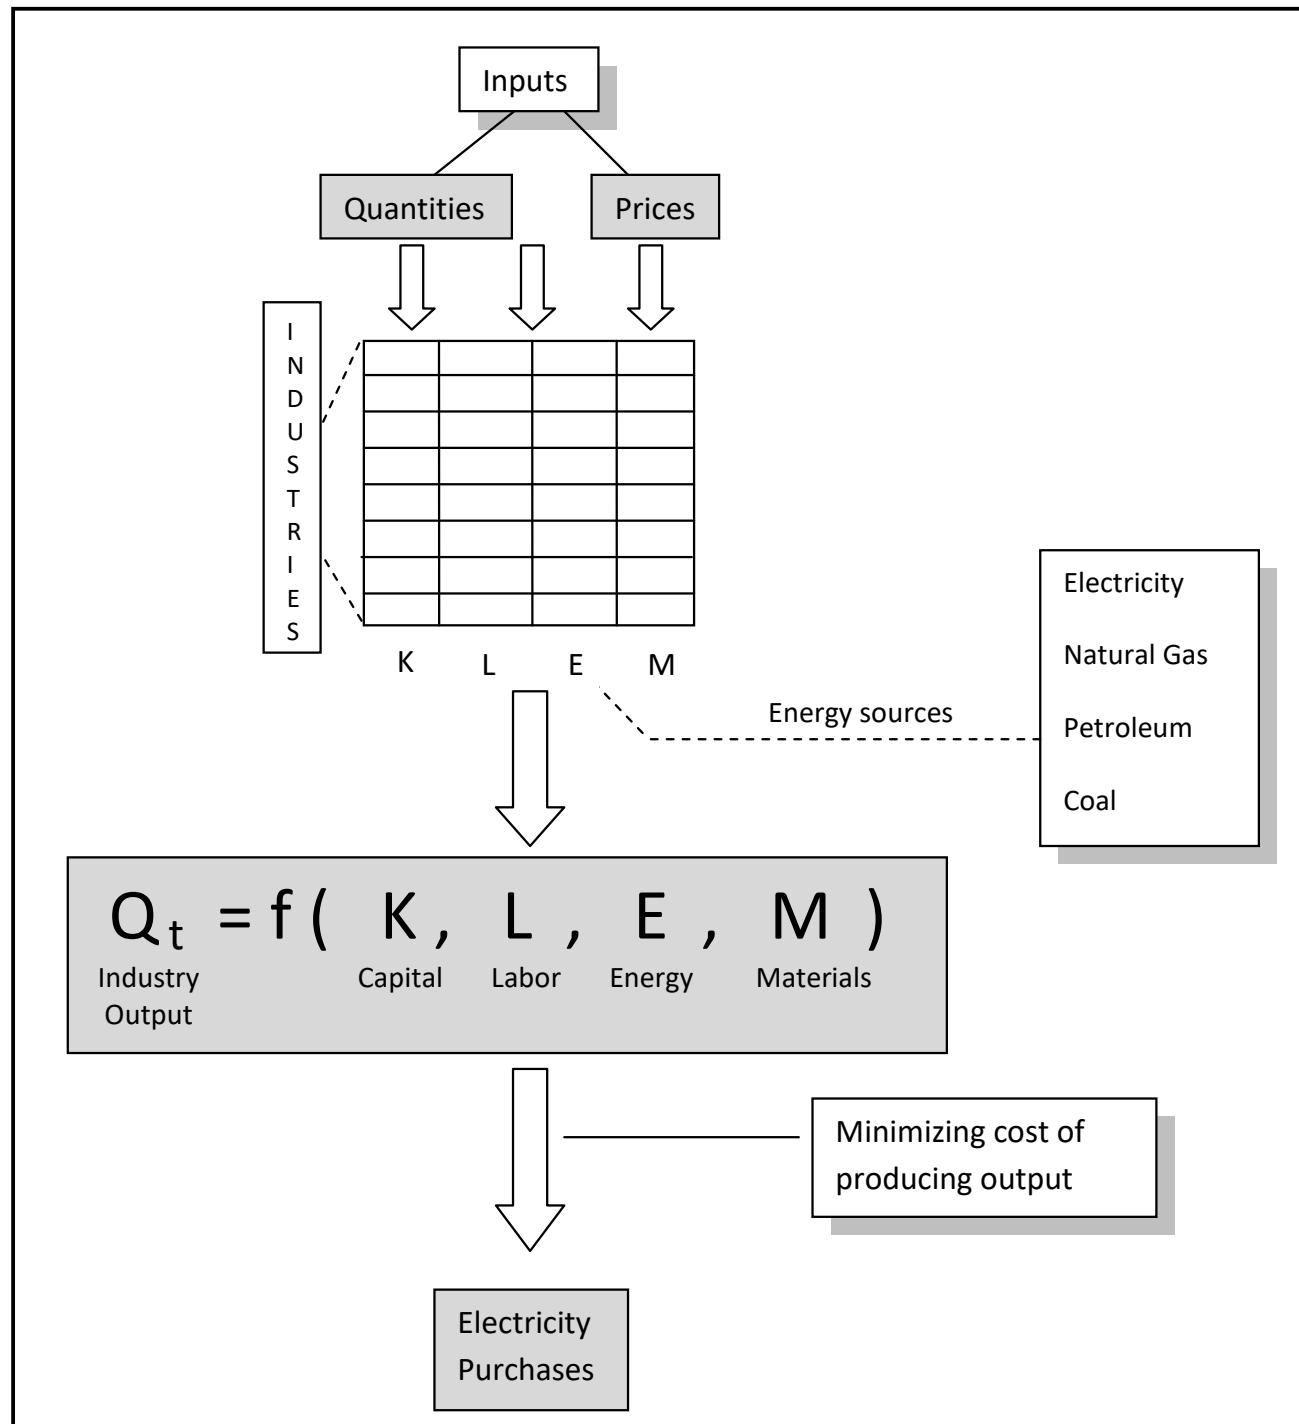 Inputs
Quantities
Prices
I
N
D
U
S
T
R
I
E
S
K L E M
Energy sources
Electricity
Natural Gas
Petroleum
Coal
Qt = f ( K , L , E , M )
Industry Capital Labor Energy Materials
Output
Minimizing cost of
producing output
Electricity
Purchases